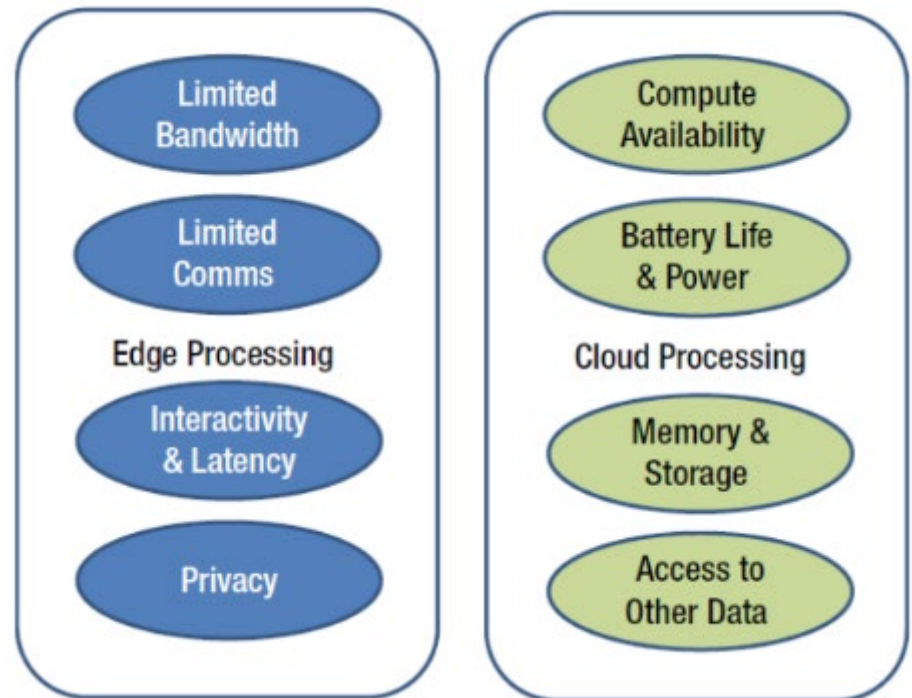 Limited
Bandwidth
Limited
Comms
Edge Processing
Interactivity
& Latency
Privacy
Compute
Availability
Battery Life
& Power
Cloud Processing
Memory &
Storage
Access to
Other Data